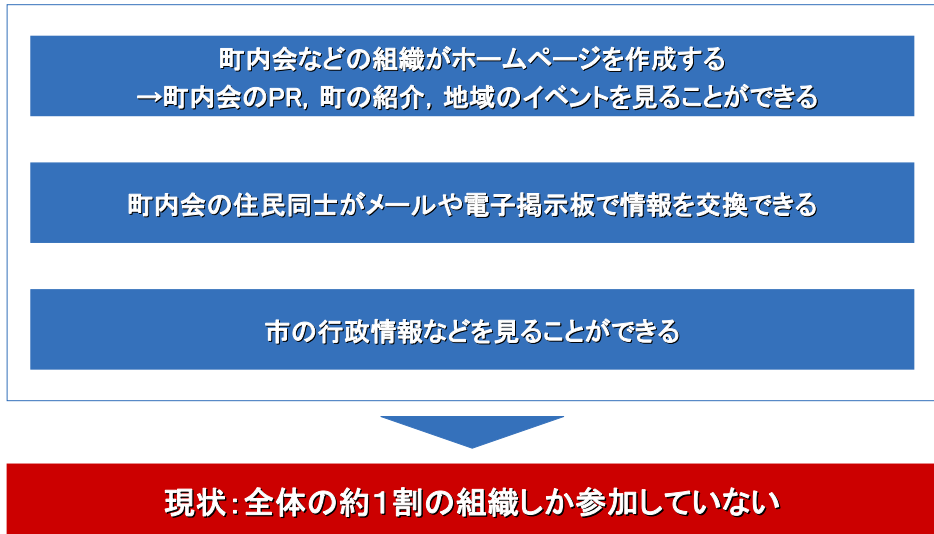 町内会などの組織がホームページを作成する
→町内会のPR, 町の紹介, 地域のイベントを見ることができる
町内会の住民同士がメールや電子掲示板で情報を交換できる
市の行政情報などを見ることができる
現状:全体の約1割の組織しか参加していない